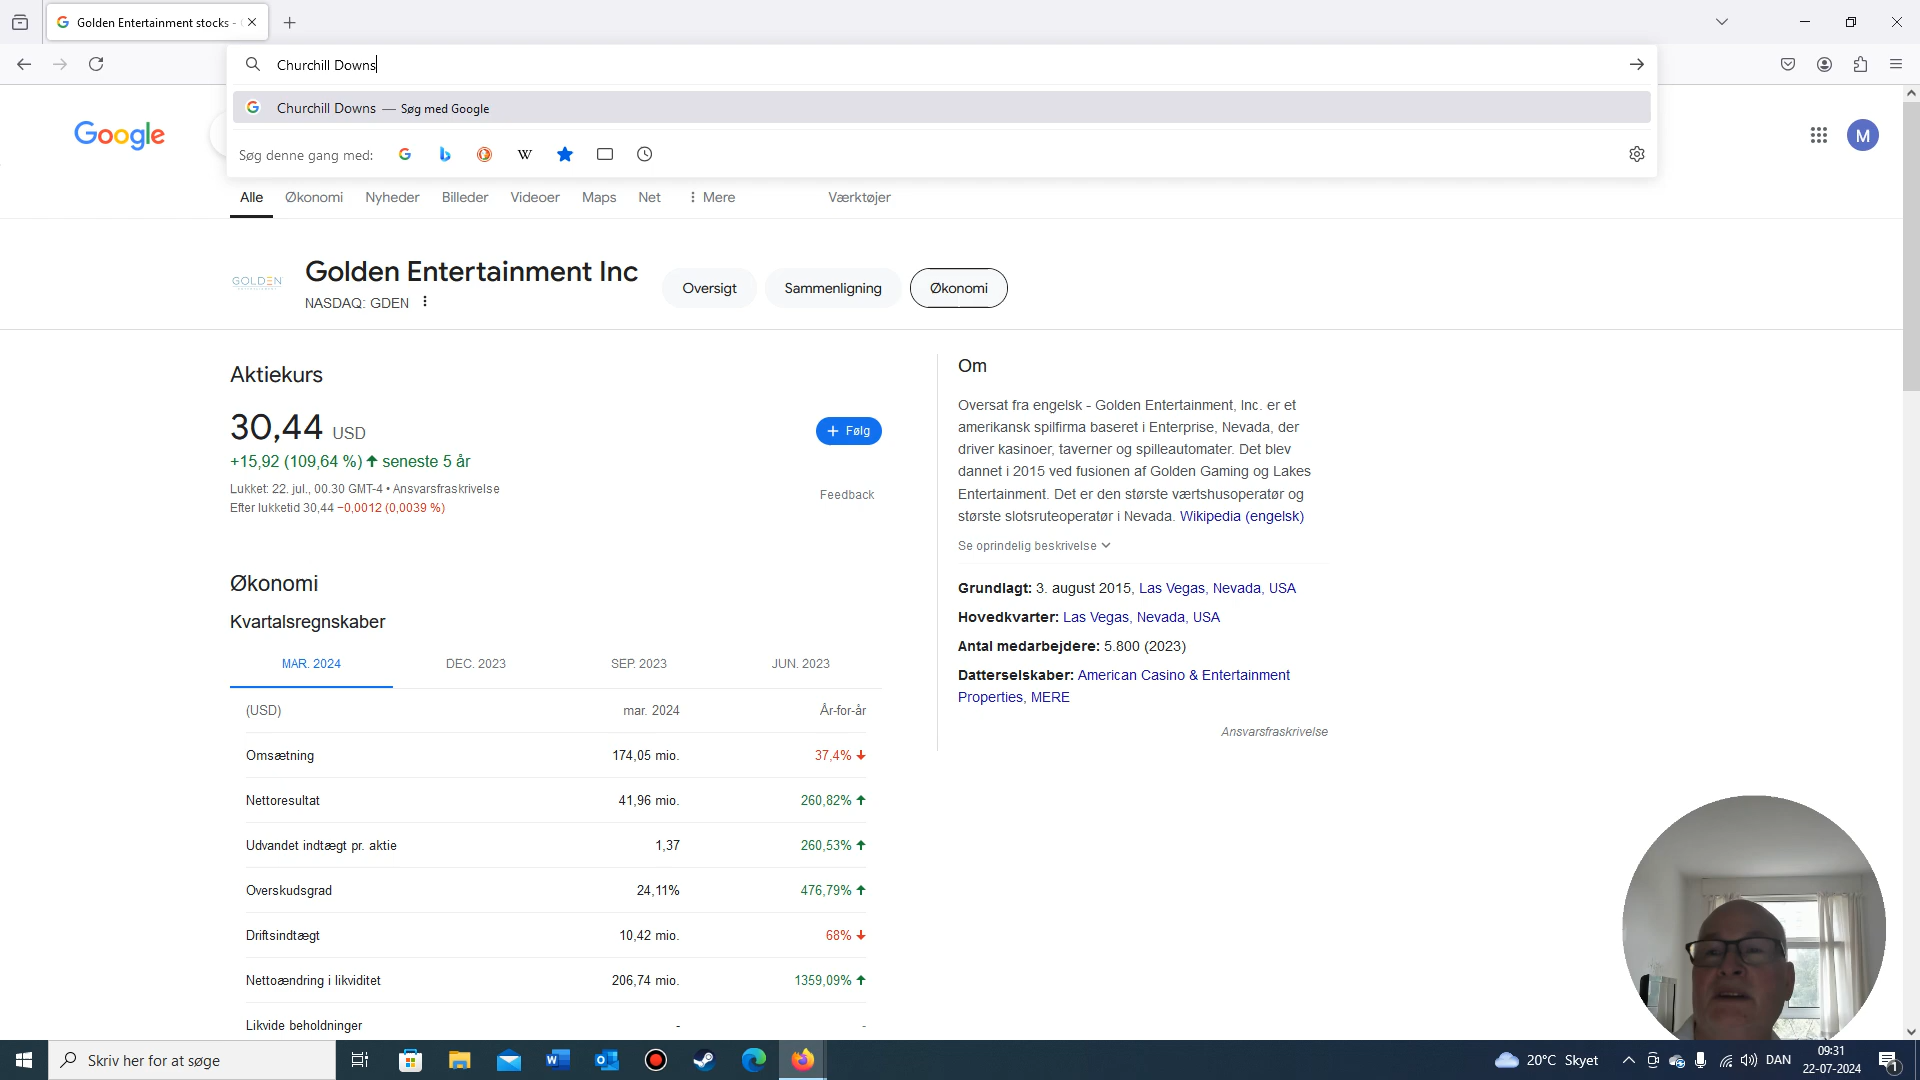 Golden Entertainment stocks -
Churchill Downs
Churchill Downs — Søg med Google
Søg denne gang med:
Google
M
Alle Økonomi Nyheder Billeder Videoer Maps Net Mere Værktøjer
GOLDEN
Golden Entertainment Inc
NASDAQ: GDEN
Oversigt Sammenligning Økonomi
Aktiekurs
30,44 USD
+ Følg
+15,92 (109,64 %) seneste 5 år
Lukket: 22. jul., 00.30 GMT-4 • Ansvarsfraskrivelse
Efter lukketid 30,44 −0,0012 (0,0039 %)
Feedback
Økonomi
Kvartalsregnskaber
MAR. 2024 DEC. 2023 SEP. 2023 JUN. 2023
(USD) mar. 2024 År-for-år
Omsætning 174,05 mio. 37,4%
Nettoresultat 41,96 mio. 260,82%
Udvandet indtægt pr. aktie 1,37 260,53%
Overskudsgrad 24,11% 476,79%
Driftsindtægt 10,42 mio. 68%
Nettoændring i likviditet 206,74 mio. 1359,09%
Likvide beholdninger - -
Om
Oversat fra engelsk - Golden Entertainment, Inc. er et
amerikansk spilfirma baseret i Enterprise, Nevada, der
driver kasinoer, taverner og spilleautomater. Det blev
dannet i 2015 ved fusionen af Golden Gaming og Lakes
Entertainment. Det er den største værtshusoperatør og
største slotsruteoperatør i Nevada. Wikipedia (engelsk)
Se oprindelig beskrivelse
Grundlagt: 3. august 2015, Las Vegas, Nevada, USA
Hovedkvarter: Las Vegas, Nevada, USA
Antal medarbejdere: 5.800 (2023)
Datterselskaber: American Casino & Entertainment
Properties, MERE
Ansvarsfraskrivelse
Skriv her for at søge
20°C Skyet
DAN
09:31
22-07-2024
1